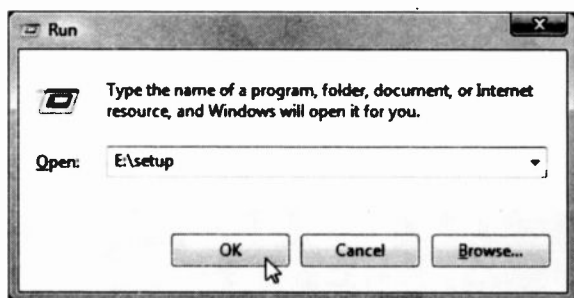 Run
Type the name of a program, folder, document, or Internet
resource, and Windows will open it for you.
Open: E:\setup
OK Cancel Browse...